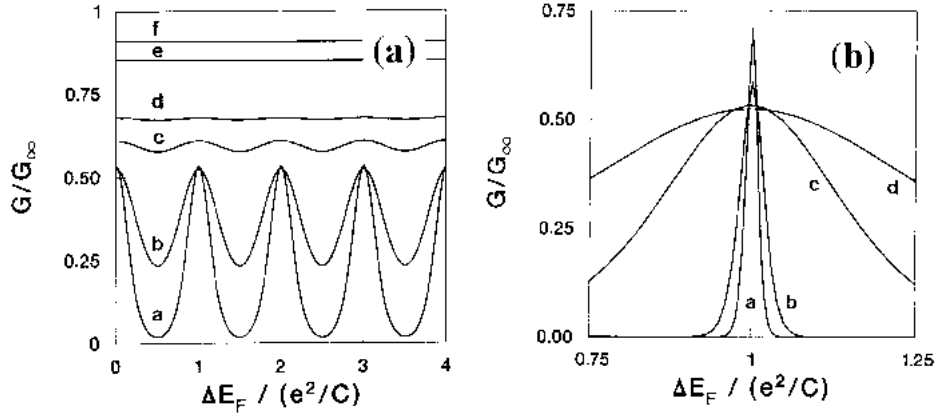 1
f
e
(a)
0.75
d
c
G/G∞
0.50
b
0.25
a
0
0 1 2 3 4
ΔE_F / (e²/C)
0.75
(b)
0.50
G/G∞
c
d
0.25
a
b
0.00
0.75 1 1.25
ΔE_F / (e²/C)